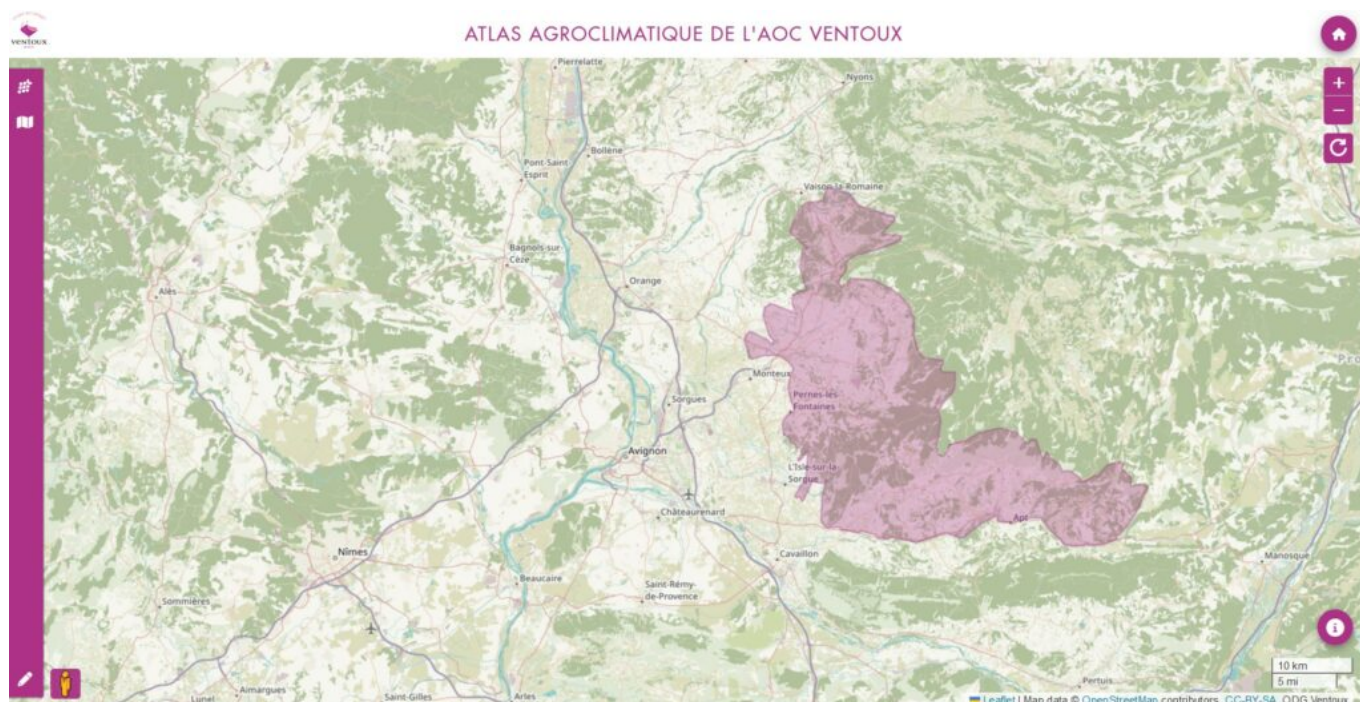 VENTOUX
ATLAS AGROCLIMATIQUE DE L'AOC VENTOUX
Pierrelatte
Nyons
+
−
Bollène
Pont-Saint
Esprit
Vaison-la-Romaine
Bagnols-sur-
Cèze
Orange
Alès
Monteux
Pernes-les
Fontaines
Sorgues
Avignon
L'Isle-sur-la-
Sorgue
Châteaurenard
Apt
Nîmes
Cavaillon
Manosque
Beaucaire
Saint-Rémy-
de-Provence
Sommières
10 km
5 mi
Pertuis
Lunel
Aimargues
Saint-Gilles
Arles
Leaflet | Map data © OpenStreetMap contributors, CC-BY-SA, ODG Ventoux